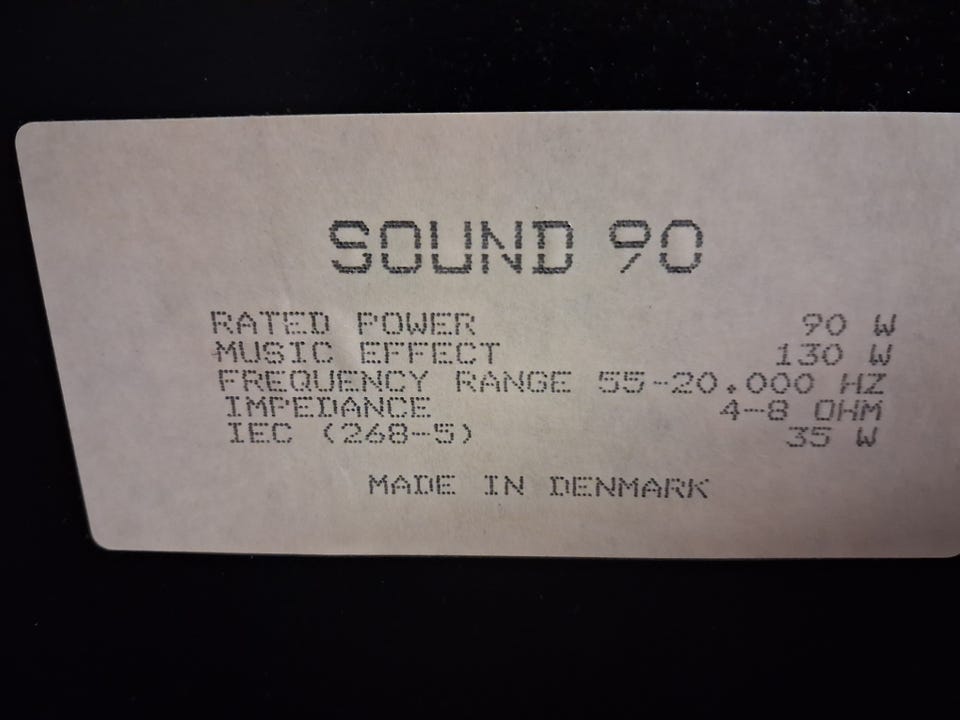 SOUND 90
RATED POWER 90 W
MUSIC EFFECT 130 W
FREQUENCY RANGE 55-20.000 HZ
IMPEDANCE 4-8 OHM
IEC (268-5) 35 W
MADE IN DENMARK